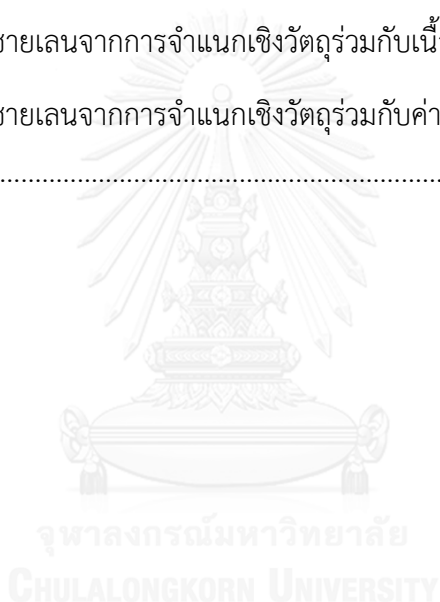 ชายเลนจากการจำแนกเชิงวัตถุร่วมกับเนื้
ชายเลนจากการจำแนกเชิงวัตถุร่วมกับค่า
................................................................
จุฬาลงกรณ์มหาวิทยาลัย
CHULALONGKORN UNIVERSITY